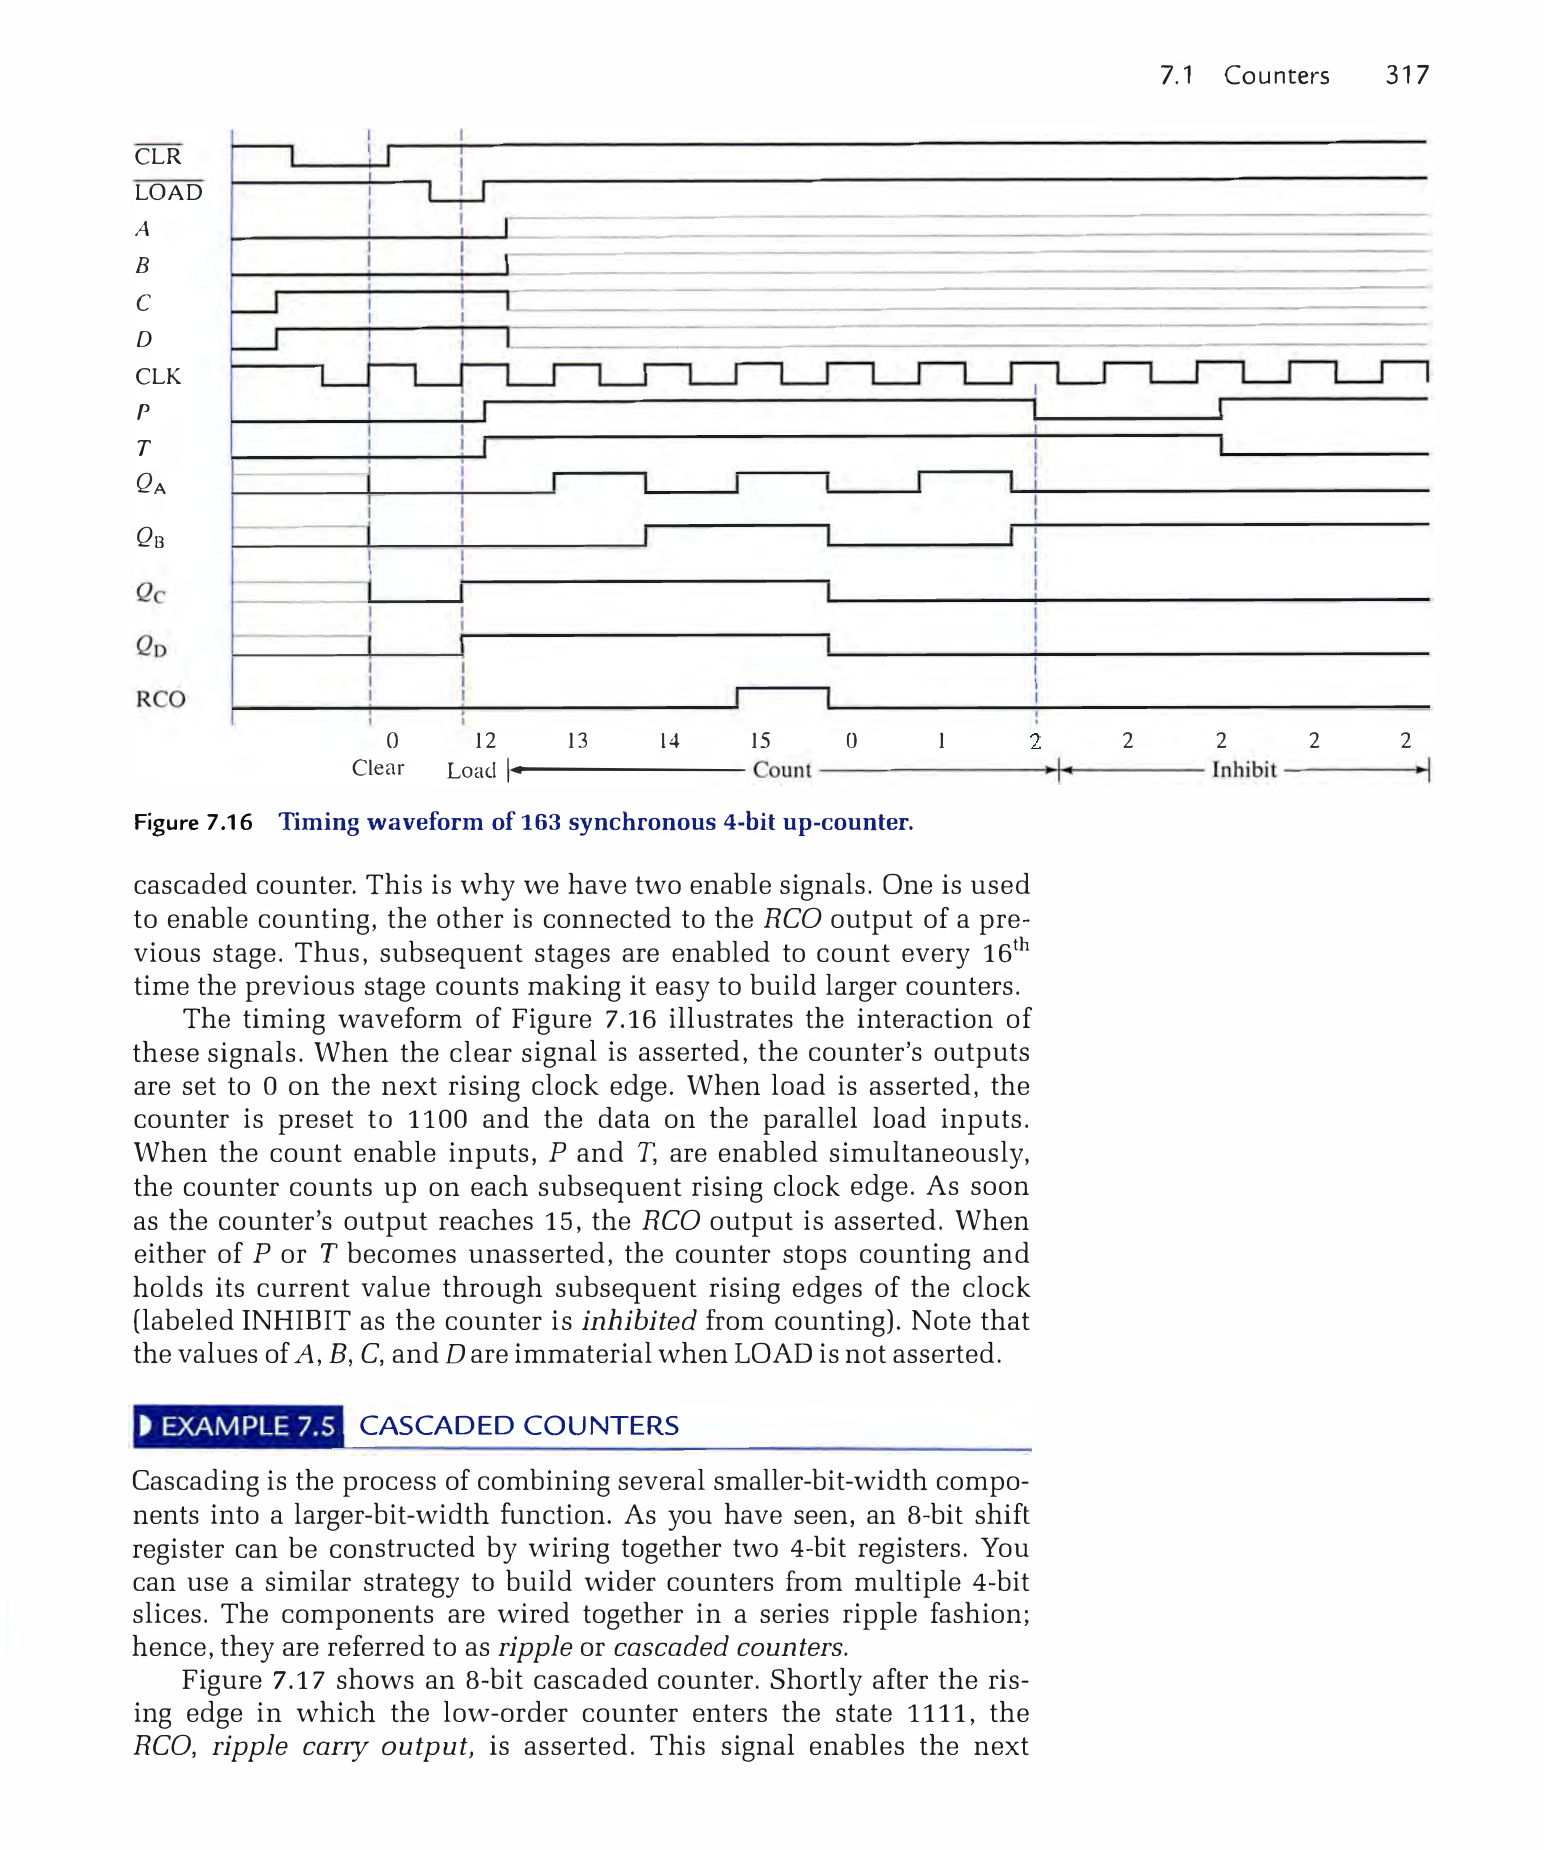 7.1 Counters 317
CLR
LOAD
A
B
C
D
CLK
P
T
QA
QB
QC
QD
RCO
0 12 13 14 15 0 1 2 2 2 2 2
Clear Load Count Inhibit
Figure 7.16 Timing waveform of 163 synchronous 4-bit up-counter.
cascaded counter. This is why we have two enable signals. One is used
to enable counting, the other is connected to the RCO output of a pre-
vious stage. Thus, subsequent stages are enabled to count every 16th
time the previous stage counts making it easy to build larger counters.
The timing waveform of Figure 7.16 illustrates the interaction of
these signals. When the clear signal is asserted, the counter's outputs
are set to 0 on the next rising clock edge. When load is asserted, the
counter is preset to 1100 and the data on the parallel load inputs.
When the count enable inputs, P and T, are enabled simultaneously,
the counter counts up on each subsequent rising clock edge. As soon
as the counter's output reaches 15, the RCO output is asserted. When
either of P or T becomes unasserted, the counter stops counting and
holds its current value through subsequent rising edges of the clock
(labeled INHIBIT as the counter is inhibited from counting). Note that
the values of A, B, C, and D are immaterial when LOAD is not asserted.
EXAMPLE 7.5 CASCADED COUNTERS
Cascading is the process of combining several smaller-bit-width compo-
nents into a larger-bit-width function. As you have seen, an 8-bit shift
register can be constructed by wiring together two 4-bit registers. You
can use a similar strategy to build wider counters from multiple 4-bit
slices. The components are wired together in a series ripple fashion;
hence, they are referred to as ripple or cascaded counters.
Figure 7.17 shows an 8-bit cascaded counter. Shortly after the ris-
ing edge in which the low-order counter enters the state 1111, the
RCO, ripple carry output, is asserted. This signal enables the next